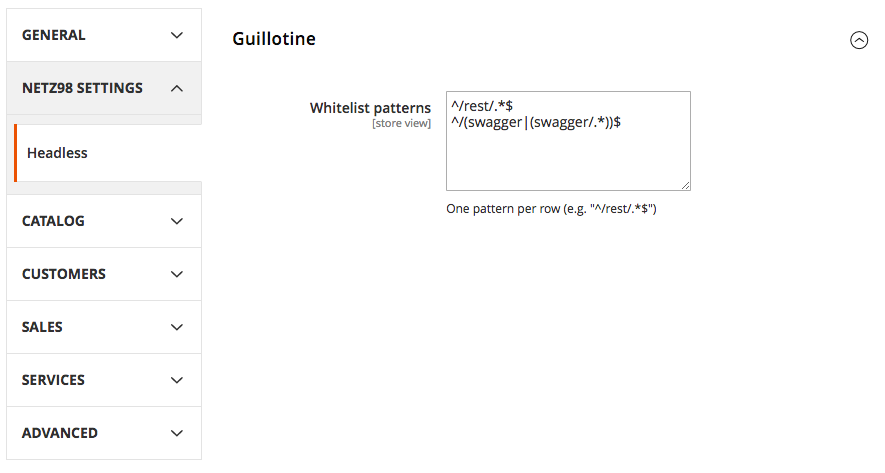 GENERAL
NETZ98 SETTINGS
Headless
CATALOG
CUSTOMERS
SALES
SERVICES
ADVANCED
Guillotine
Whitelist patterns
[store view]
^/rest/.*$
^/(swagger|(swagger/.*))$
One pattern per row (e.g. "^/rest/.*$")